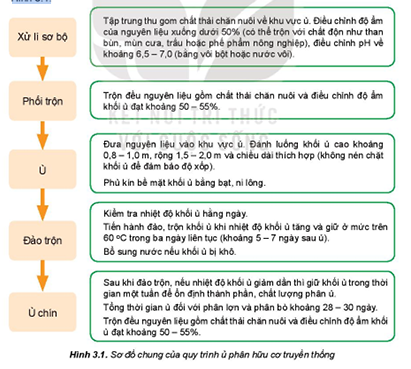 Xử lí sơ bộ
Tập trung thu gom chất thải chăn nuôi về khu vực ủ. Điều chỉnh độ ẩm
của nguyên liệu xuống dưới 50% (có thể trộn với chất độn như than
bùn, mùn cưa, trấu hoặc phế phẩm nông nghiệp), điều chỉnh pH về
khoảng 6,5 – 7,0 (bằng vôi bột hoặc nước vôi).
Phối trộn
Trộn đều nguyên liệu gồm chất thải chăn nuôi và điều chỉnh độ ẩm
khối ủ đạt khoảng 50 – 55%.
KẾT NỐI TRI THỨC
VỚI CUỘC SỐNG
Ủ
Đưa nguyên liệu vào khu vực ủ. Đánh luống khối ủ cao khoảng
0,8 – 1,0 m, rộng 1,5 – 2,0 m và chiều dài thích hợp (không nén chặt
khối ủ để đảm bảo độ xốp).
Phủ kín bề mặt khối ủ bằng bạt, ni lông.
Đảo trộn
Kiểm tra nhiệt độ khối ủ hằng ngày.
Tiến hành đảo, trộn khối ủ khi nhiệt độ khối ủ tăng và giữ ở mức trên
60 ºC trong ba ngày liên tục (khoảng 5 – 7 ngày sau ủ).
Bổ sung nước nếu khối ủ bị khô.
Ủ chín
Sau khi đảo trộn, nếu nhiệt độ khối ủ giảm dần thì giữ khối ủ trong thời
gian một tuần để ổn định thành phần, chất lượng phân ủ.
Tổng thời gian ủ đối với phân lợn và phân bò khoảng 28 – 30 ngày.
Trộn đều nguyên liệu gồm chất thải chăn nuôi và điều chỉnh độ ẩm khối
ủ đạt khoảng 50 – 55%.
Hình 3.1. Sơ đồ chung của quy trình ủ phân hữu cơ truyền thống